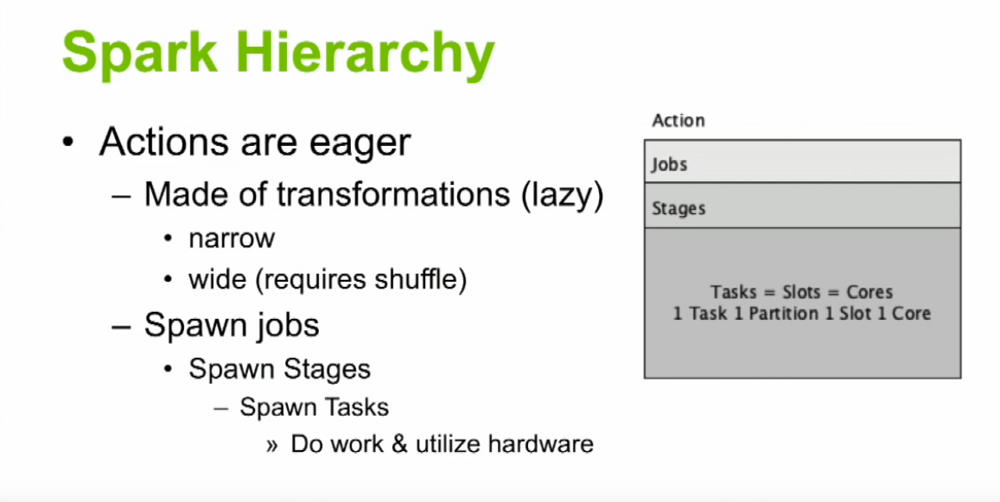 Spark Hierarchy
• Actions are eager
– Made of transformations (lazy)
• narrow
• wide (requires shuffle)
– Spawn jobs
• Spawn Stages
– Spawn Tasks
» Do work & utilize hardware
Action
Jobs
Stages
Tasks = Slots = Cores
1 Task 1 Partition 1 Slot 1 Core